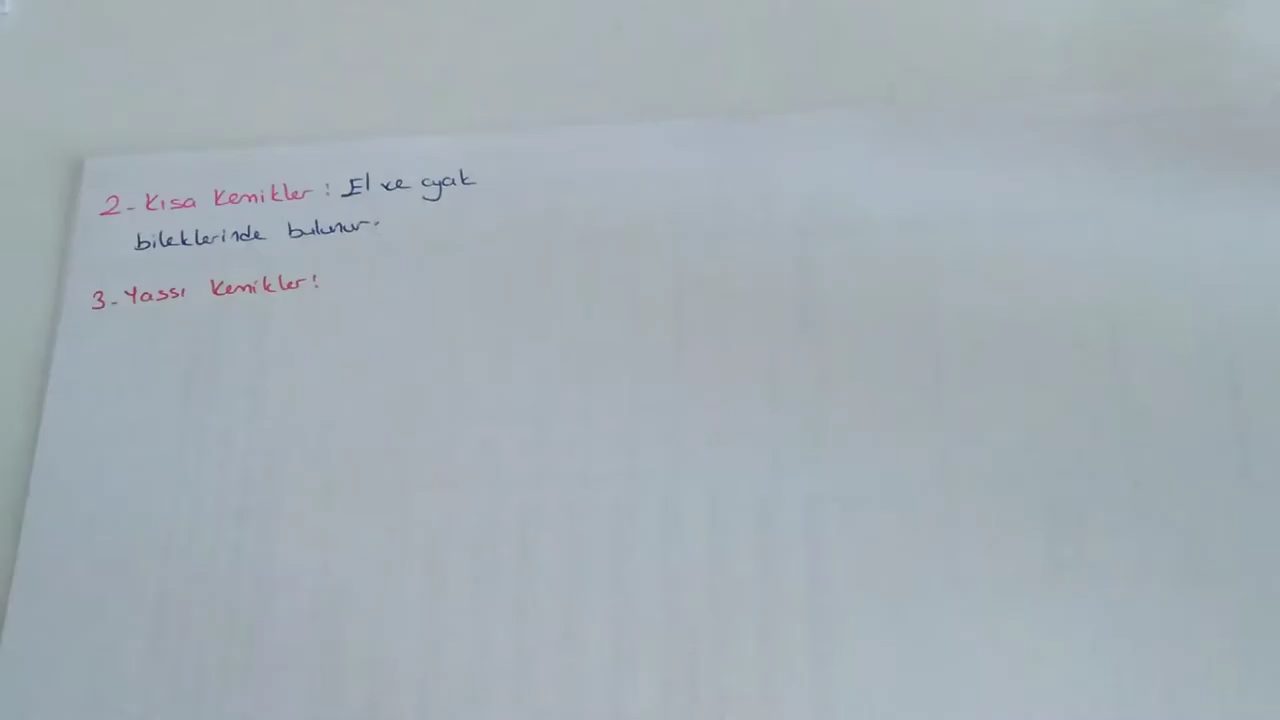 2- Kısa Kemikler : El ve ayak
bileklerinde bulunur.
3- Yassı Kemikler :